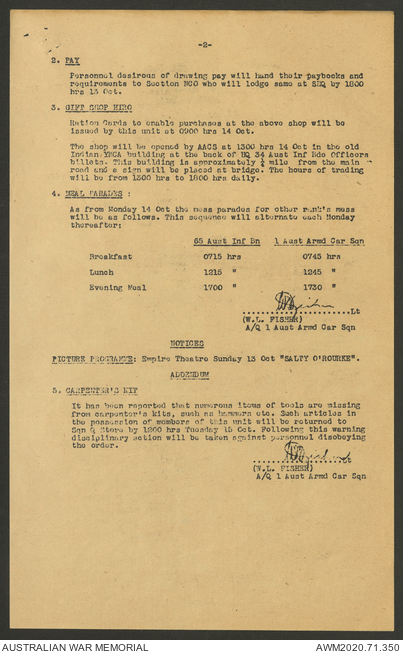 -2-
2. PAY
Personnel desirous of drawing pay will hand their paybooks and
requirements to Section NCO who will lodge same at SHQ by 1800
hrs 13 Oct.
3. GIFT SHOP HIRO
Ration Cards to enable purchases at the above shop will be
issued by this unit at 0900 hrs 14 Oct.
The shop will be opened by AACS at 1300 hrs 14 Oct in the old
Indian YMCA building at the back of HQ 34 Aust Inf Bde officers
billets. This building is approximately ¼ mile from the main
road and a sign will be placed at bridge. The hours of trading
will be from 1300 hrs to 1800 hrs daily.
4. MEAL PARADES :
As from Monday 14 Oct the mess parades for other rank's mess
will be as follows. This sequence will alternate each Monday
thereafter:
65 Aust Inf Bn 1 Aust Armd Car Sqn
Breakfast 0715 hrs 0745 hrs
Lunch 1215 " 1245 "
Evening Meal 1700 " 1730 "
Lt
(W.L. FISHER)
A/Q 1 Aust Armd Car Sqn
NOTICES
PICTURE PROGRAMME: Empire Theatre Sunday 13 Oct "SALTY O'ROURKE".
ADDENDUM
5. CARPENTER'S KIT
It has been reported that numerous items of tools are missing
from carpenter's kits, such as hammers etc. Such articles in
the possession of members of this unit will be returned to
Sqn Q Store by 1200 hrs Tuesday 15 Oct. Following this warning
disciplinary action will be taken against personnel disobeying
the order.
Lt
(W.L. FISHER)
A/Q 1 Aust Armd Car Sqn
AUSTRALIAN WAR MEMORIAL AWM2020.71.350